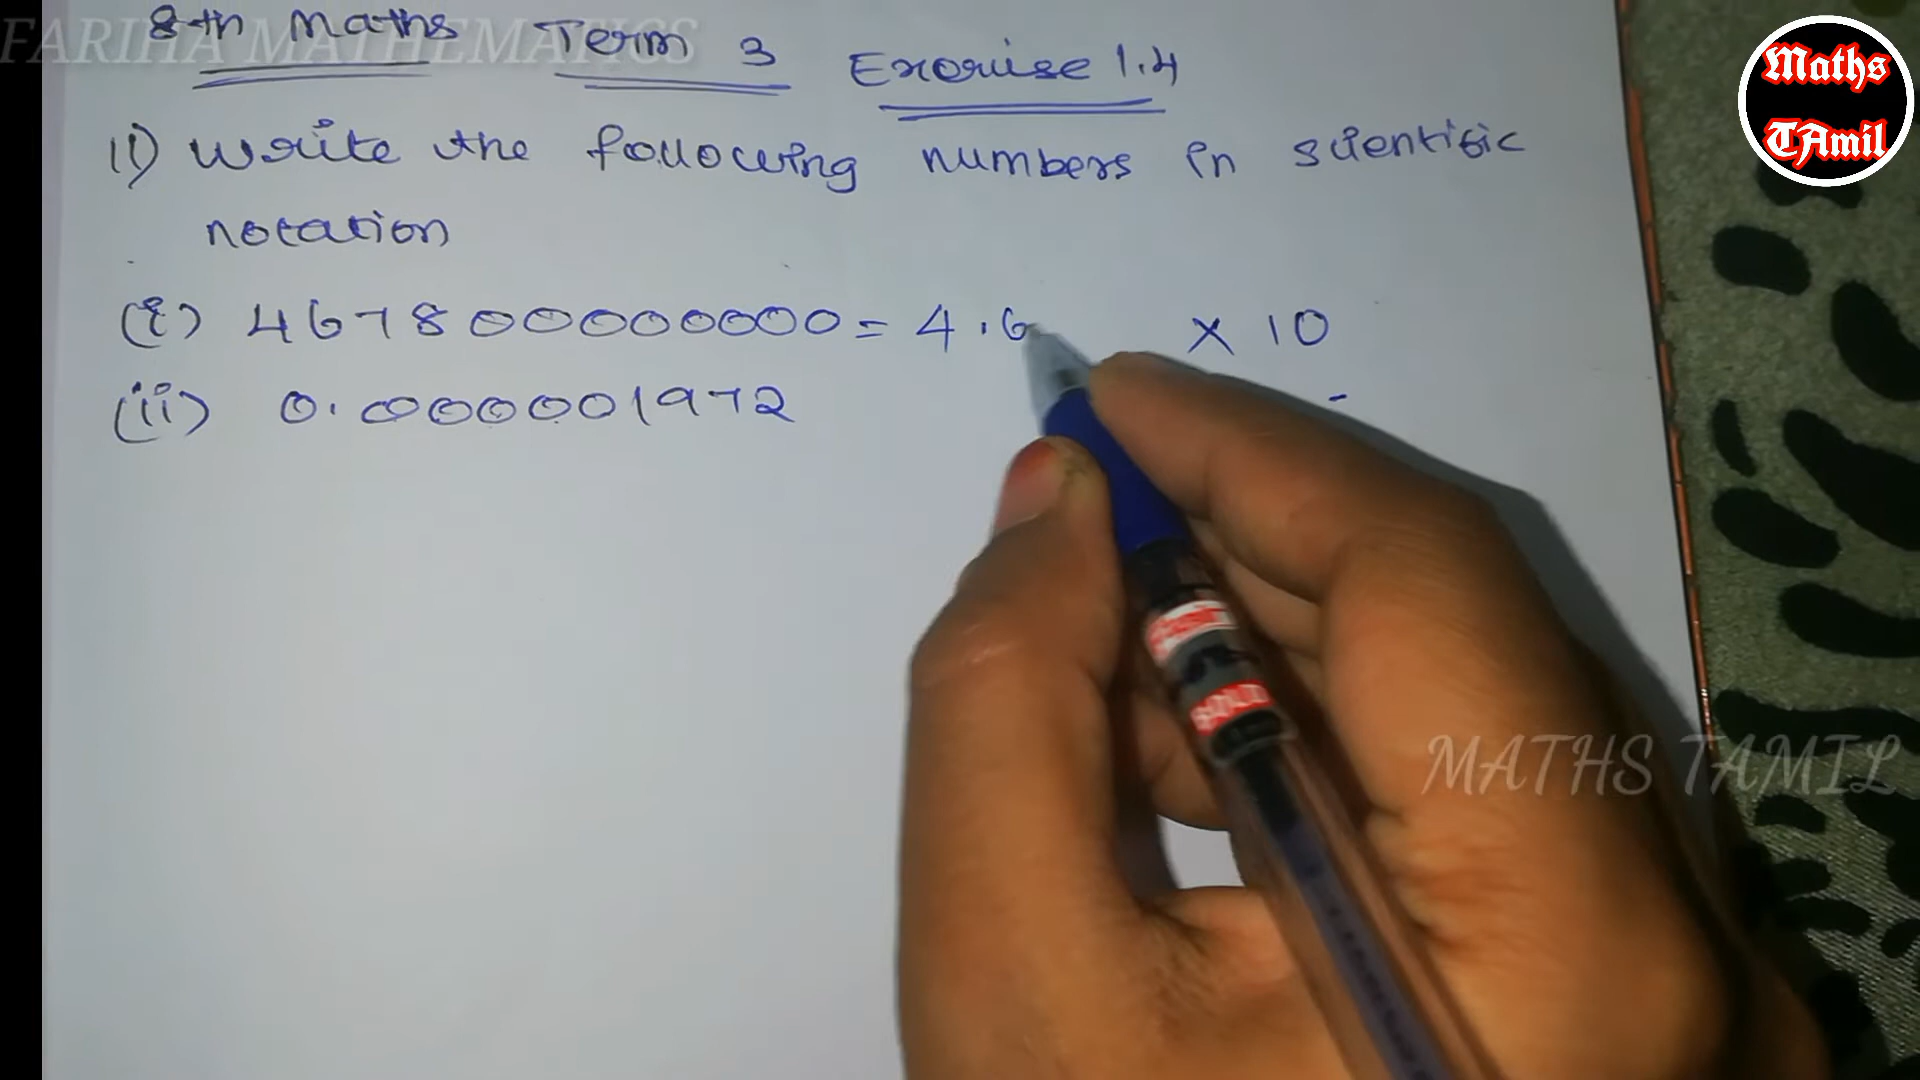 FARIHA MATHEMATICS
8th Maths Term 3 Exercise 1.4
11) Write the following numbers in scientific
notation
(i) 467800000000 = 4.6 × 10
(ii) 0.000001972
Maths
TAmil
MATHS TAMIL